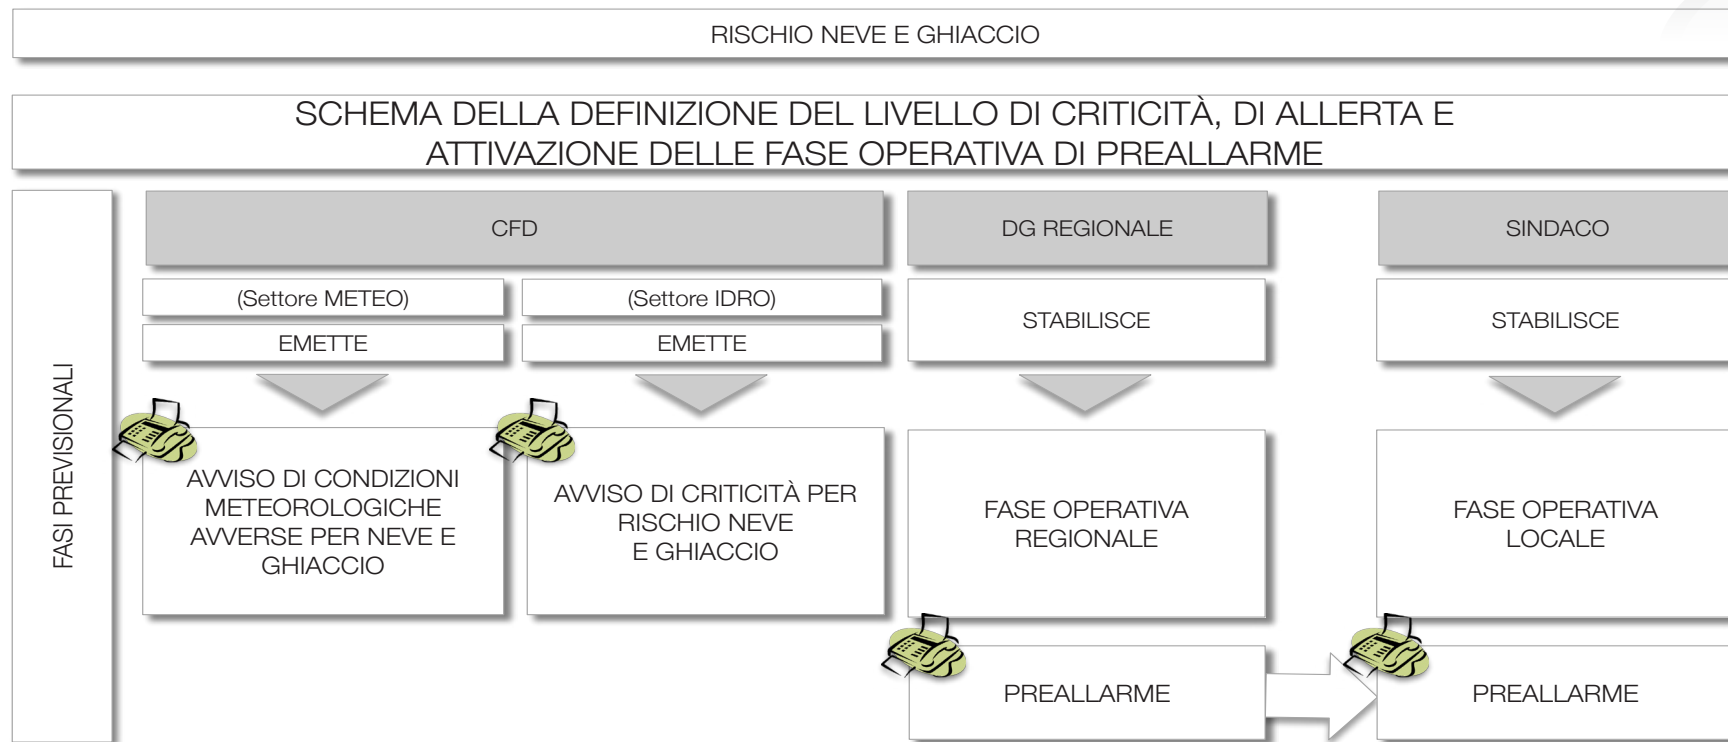 RISCHIO NEVE E GHIACCIO
SCHEMA DELLA DEFINIZIONE DEL LIVELLO DI CRITICITÀ, DI ALLERTA E
ATTIVAZIONE DELLE FASE OPERATIVA DI PREALLARME
FASI PREVISIONALI
CFD
DG REGIONALE
SINDACO
(Settore METEO)
(Settore IDRO)
EMETTE
EMETTE
STABILISCE
STABILISCE
AVVISO DI CONDIZIONI
METEOROLOGICHE
AVVERSE PER NEVE E
GHIACCIO
AVVISO DI CRITICITÀ PER
RISCHIO NEVE
E GHIACCIO
FASE OPERATIVA
REGIONALE
FASE OPERATIVA
LOCALE
PREALLARME
PREALLARME